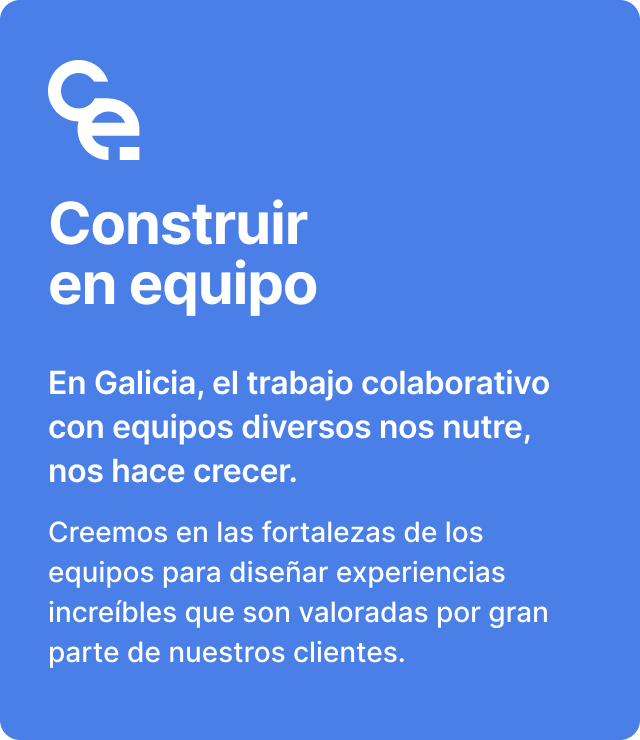 ce.
Construir
en equipo
En Galicia, el trabajo colaborativo
con equipos diversos nos nutre,
nos hace crecer.
Creemos en las fortalezas de los
equipos para diseñar experiencias
increíbles que son valoradas por gran
parte de nuestros clientes.